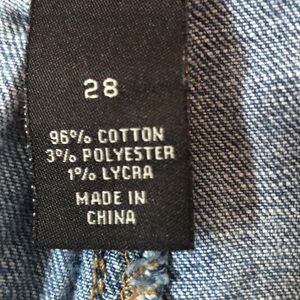 28
96% COTTON
3% POLYESTER
1% LYCRA
MADE IN
CHINA